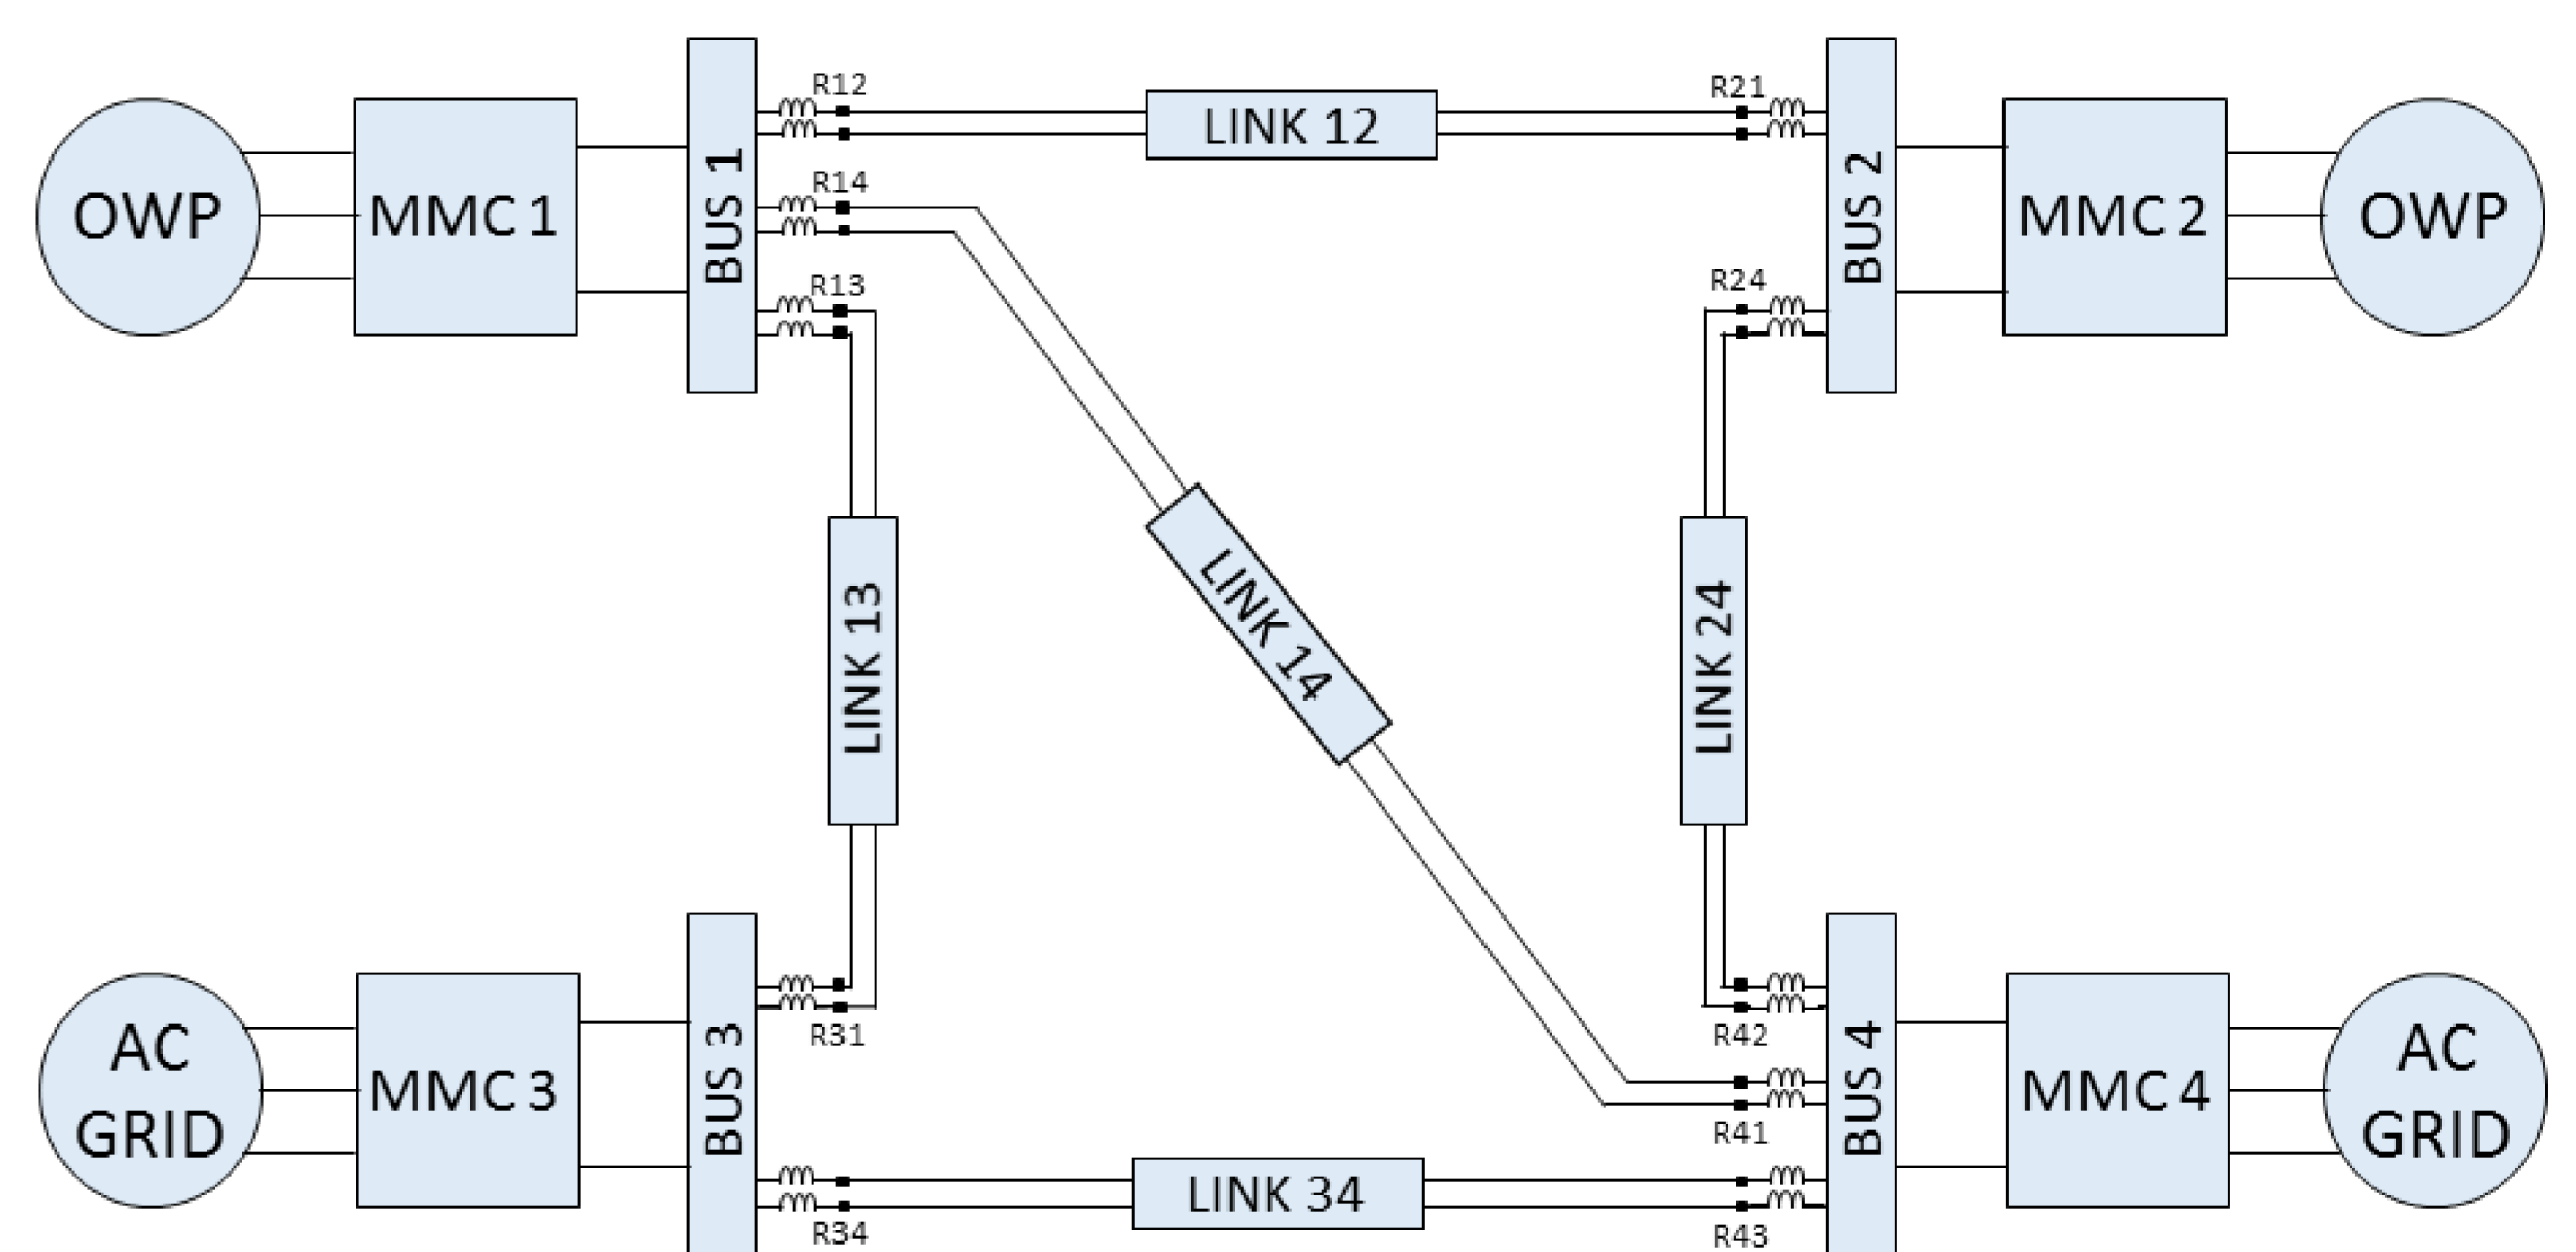 R12
R21
LINK 12
OWP
MMC 1
BUS 1
R14
R13
BUS 2
MMC 2
OWP
R24
LINK 13
LINK 14
LINK 24
AC
GRID
MMC 3
BUS 3
R31
R34
LINK 34
R42
R41
R43
BUS 4
MMC 4
AC
GRID